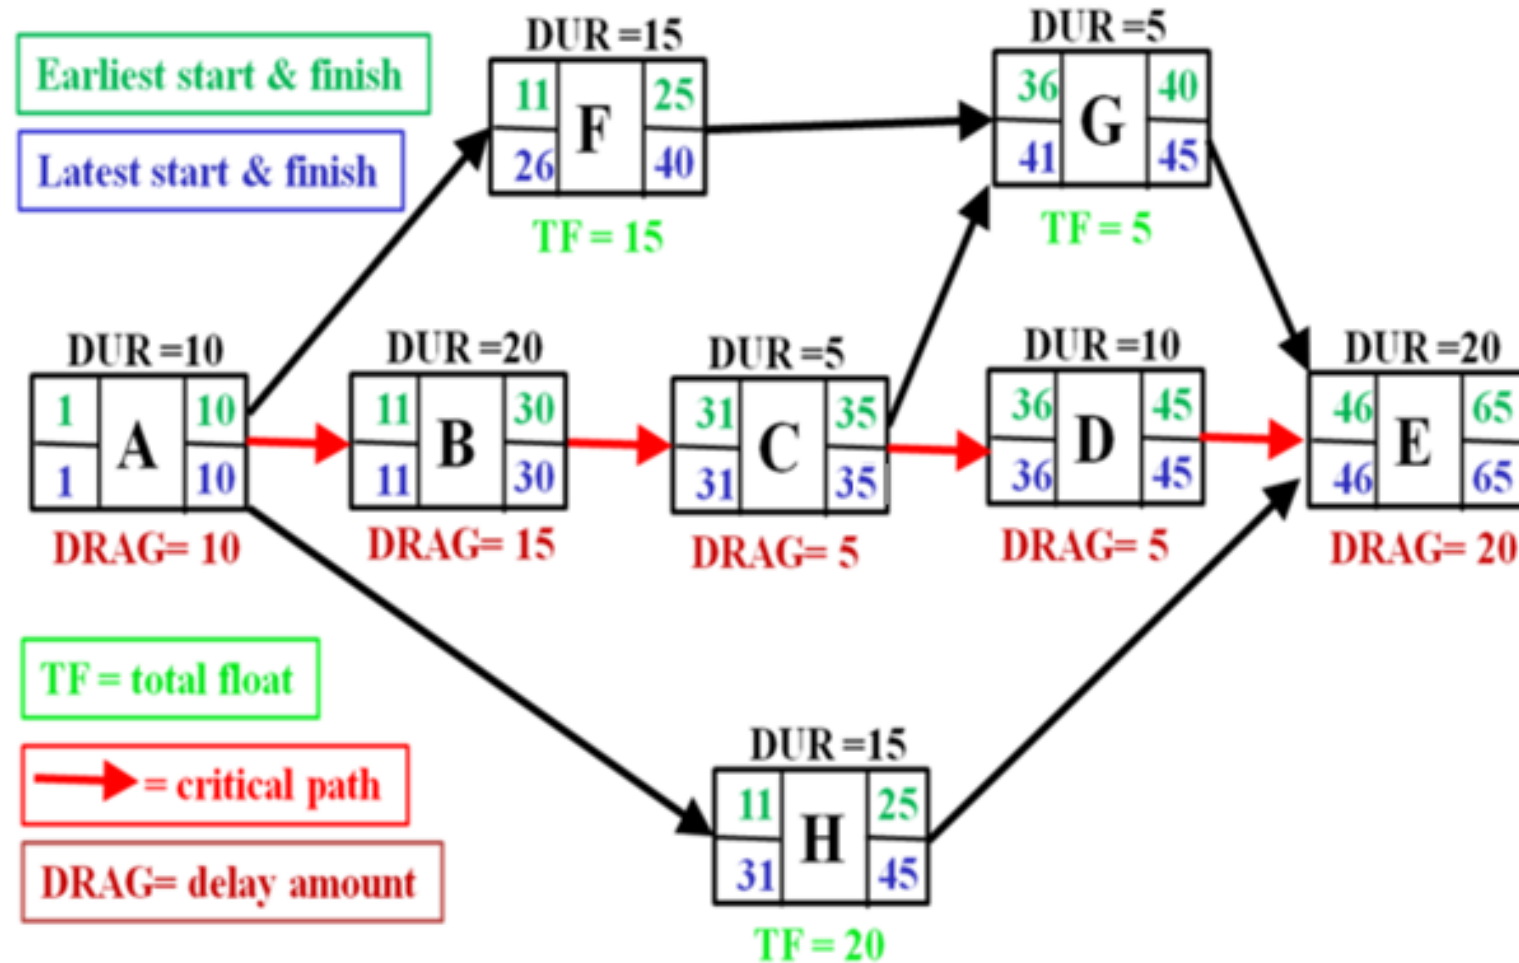 DUR =15
DUR =5
Earliest start & finish
11 F 25
26 40
36 G 40
41 45
Latest start & finish
TF = 15
TF = 5
DUR =10
DUR =20
DUR =5
DUR =10
DUR =20
1 A 10
1 10
11 B 30
11 30
31 C 35
31 35
36 D 45
36 45
46 E 65
46 65
DRAG= 10
DRAG= 15
DRAG= 5
DRAG= 5
DRAG= 20
TF = total float
= critical path
DRAG= delay amount
DUR =15
11 H 25
31 45
TF = 20